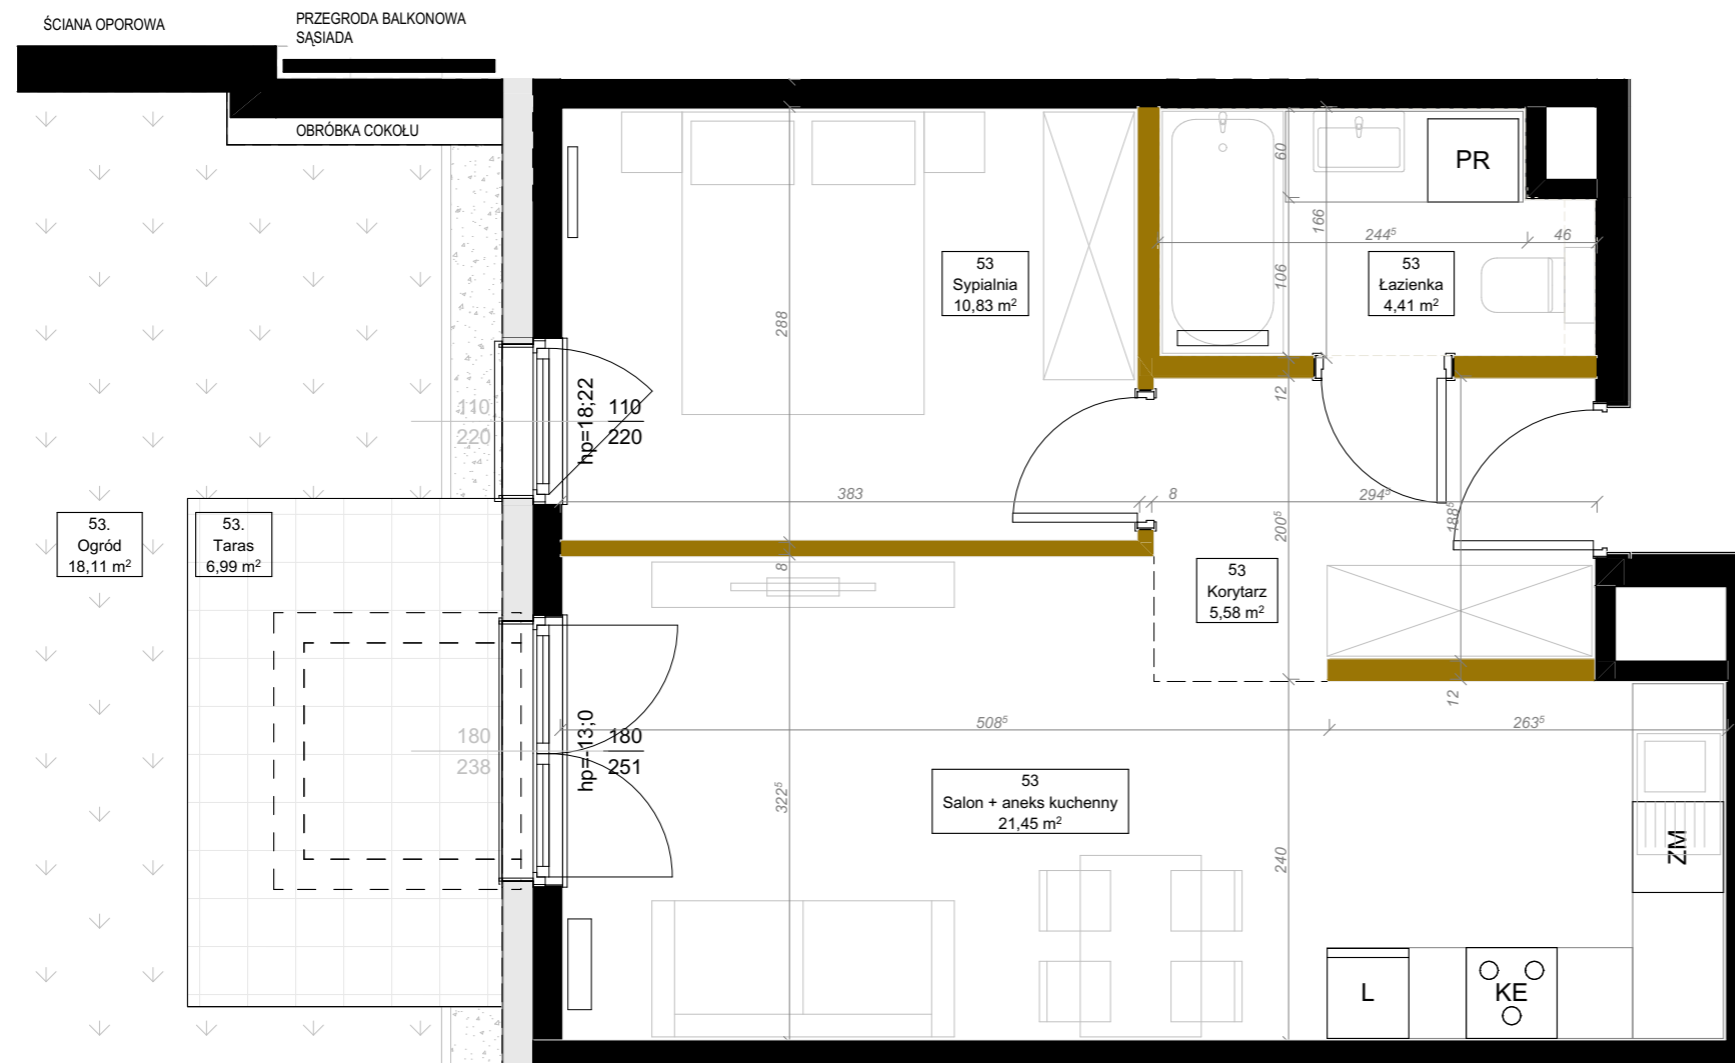 ŚCIANA OPOROWA
PRZEGRODA BALKONOWA
SĄSIADA
OBRÓBKA COKOŁU
PR
60
166
244⁵
46
53
Sypialnia
10,83 m²
53
Łazienka
4,41 m²
106
288
12
110
220
hp=18;22
110
220
383
8
294⁵
188⁵
200⁵
53.
Ogród
18,11 m²
53.
Taras
6,99 m²
8
53
Korytarz
5,58 m²
12
508⁵
263⁵
180
238
hp=-13;0
180
251
53
Salon + aneks kuchenny
21,45 m²
322⁵
240
ZM
L
KE